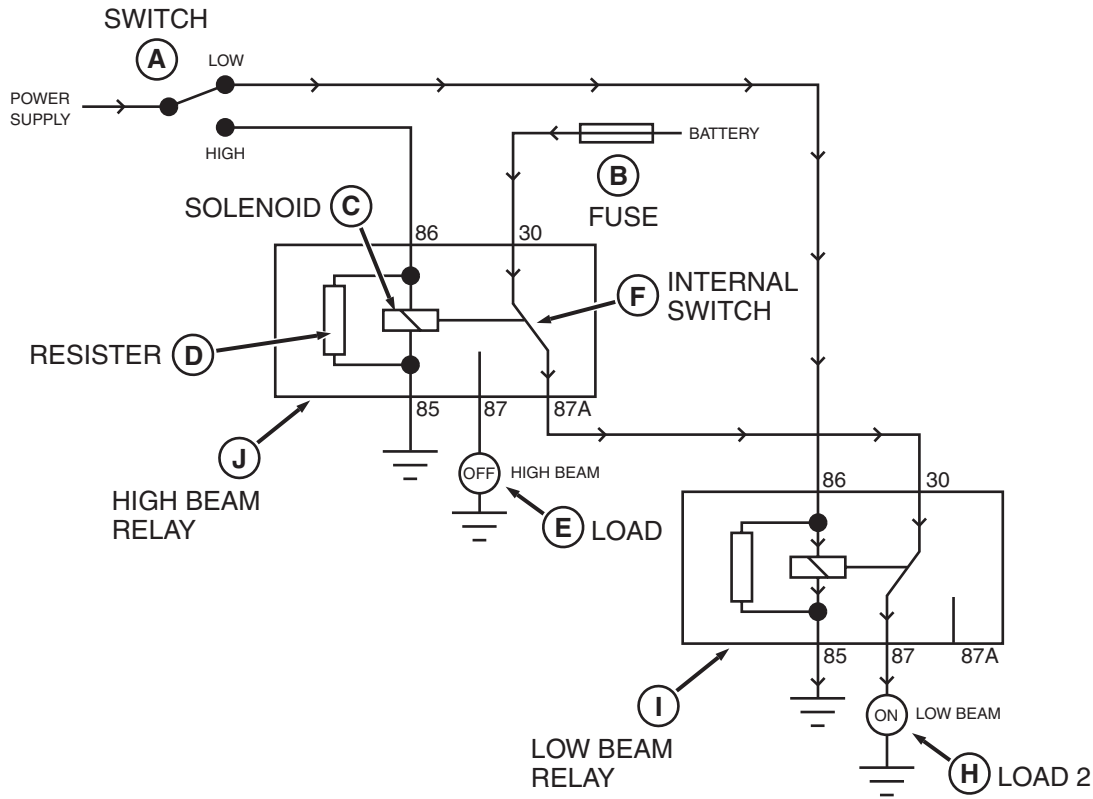 SWITCH
A
LOW
POWER
SUPPLY
HIGH
BATTERY
B
FUSE
SOLENOID C
86
30
F INTERNAL
SWITCH
RESISTER D
85
87
87A
J
HIGH BEAM
RELAY
OFF HIGH BEAM
E LOAD
86
30
85
87
87A
I
LOW BEAM
RELAY
ON LOW BEAM
H LOAD 2